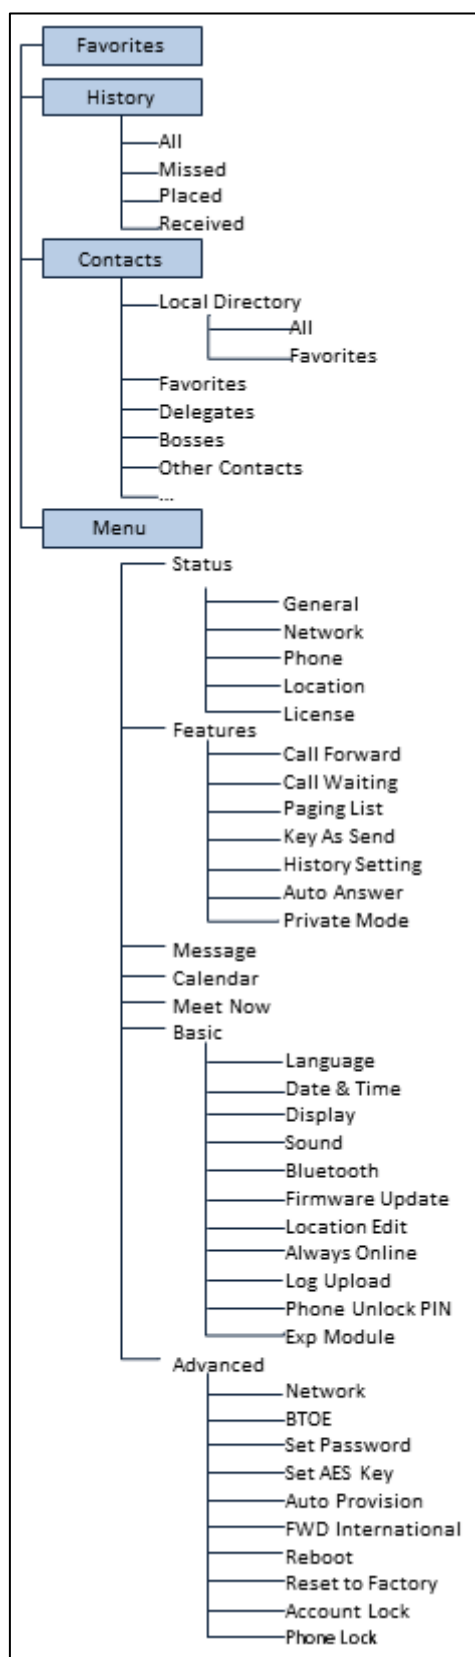 Favorites
History
All
Missed
Placed
Received
Contacts
Local Directory
All
Favorites
Favorites
Delegates
Bosses
Other Contacts
...
Menu
Status
General
Network
Phone
Location
License
Features
Call Forward
Call Waiting
Paging List
Key As Send
History Setting
Auto Answer
Private Mode
Message
Calendar
Meet Now
Basic
Language
Date & Time
Display
Sound
Bluetooth
Firmware Update
Location Edit
Always Online
Log Upload
Phone Unlock PIN
Exp Module
Advanced
Network
BTOE
Set Password
Set AES Key
Auto Provision
FWD International
Reboot
Reset to Factory
Account Lock
Phone Lock